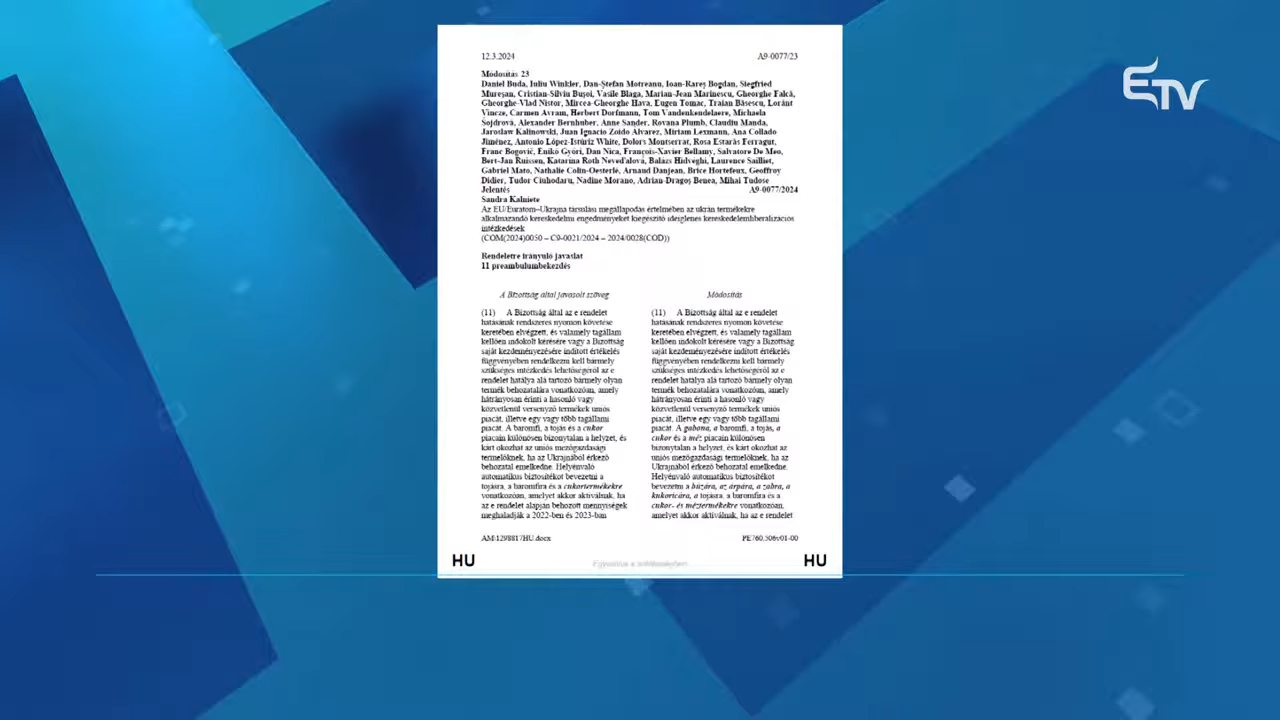 ETV
12.3.2024 A9-0077/23
Módosítás 23
Daniel Buda, Iuliu Winkler, Dan-Ștefan Motreanu, Ioan-Rareș Bogdan, Siegfried
Mureșan, Cristian-Silviu Bușoi, Vasile Blaga, Marian-Jean Marinescu, Gheorghe Falcă,
Gheorghe-Vlad Nistor, Mircea-Gheorghe Hava, Eugen Tomac, Traian Băsescu, Loránt
Vincze, Carmen Avram, Herbert Dorfmann, Tom Vandenkendelaere, Michaela
Šojdrová, Alexander Bernhuber, Anne Sander, Rovana Plumb, Claudiu Manda,
Jarosław Kalinowski, Juan Ignacio Zoido Álvarez, Miriam Lexmann, Ana Collado
Jiménez, Antonio López-Istúriz White, Dolors Montserrat, Rosa Estaràs Ferragut,
Franc Bogovič, Enikő Győri, Dan Nica, François-Xavier Bellamy, Salvatore De Meo,
Bert-Jan Ruissen, Katarína Roth Neveďalová, Balázs Hidvéghi, Laurence Sailliet,
Gabriel Mato, Nathalie Colin-Oesterlé, Arnaud Danjean, Brice Hortefeux, Geoffroy
Didier, Tudor Ciuhodaru, Nadine Morano, Adrian-Dragoș Benea, Mihai Tudose
Jelentés A9-0077/2024
Sandra Kalniete
Az EU/Euratom–Ukrajna társulási megállapodás értelmében az ukrán termékekre
alkalmazandó kereskedelmi engedményeket kiegészítő ideiglenes kereskedelemliberalizációs
intézkedések
(COM(2024)0050 – C9-0021/2024 – 2024/0028(COD))
Rendeletre irányuló javaslat
11 preambulumbekezdés
A Bizottság által javasolt szöveg
(11) A Bizottság által az e rendelet
hatásának rendszeres nyomon követése
keretében elvégzett, és valamely tagállam
kellően indokolt kérésére vagy a Bizottság
saját kezdeményezésére indított értékelés
függvényében rendelkezni kell bármely
szükséges intézkedés lehetőségéről az e
rendelet hatálya alá tartozó bármely olyan
termék behozatalára vonatkozóan, amely
hátrányosan érinti a hasonló vagy
közvetlenül versenyző termékek uniós
piacát, illetve egy vagy több tagállami
piacát. A baromfi, a tojás és a cukor
piacain különösen bizonytalan a helyzet, és
kárt okozhat az uniós mezőgazdasági
termelőknek, ha az Ukrajnából érkező
behozatal emelkedne. Helyénvaló
automatikus biztosítékot bevezetni a
tojásra, a baromfira és a cukortermékekre
vonatkozóan, amelyet akkor aktiválnak, ha
az e rendelet alapján behozott mennyiségek
meghaladják a 2022-ben és 2023-ban
Módosítás
(11) A Bizottság által az e rendelet
hatásának rendszeres nyomon követése
keretében elvégzett, és valamely tagállam
kellően indokolt kérésére vagy a Bizottság
saját kezdeményezésére indított értékelés
függvényében rendelkezni kell bármely
szükséges intézkedés lehetőségéről az e
rendelet hatálya alá tartozó bármely olyan
termék behozatalára vonatkozóan, amely
hátrányosan érinti a hasonló vagy
közvetlenül versenyző termékek uniós
piacát, illetve egy vagy több tagállami
piacát. A gabona, a baromfi, a tojás, a
cukor és a méz piacain különösen
bizonytalan a helyzet, és kárt okozhat az
uniós mezőgazdasági termelőknek, ha az
Ukrajnából érkező behozatal emelkedne.
Helyénvaló automatikus biztosítékot
bevezetni a búzára, az árpára, a zabra, a
kukoricára, a tojásra, a baromfira és a
cukor- és méztermékekre vonatkozóan,
amelyet akkor aktiválnak, ha az e rendelet
AM\1298817HU.docx PE760.506v01-00
HU Egyesülve a sokféleségben HU